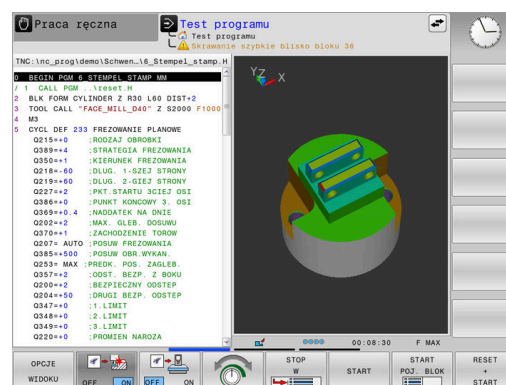 Praca ręczna
Test programu
Test programu
Skrawanie szybkie blisko bloku 36
TNC:\nc_prog\demo\Schwen…\6_Stempel_stamp.H
0 BEGIN PGM 6_STEMPEL_STAMP MM
/ 1 CALL PGM ..\reset.H
2 BLK FORM CYLINDER Z R30 L60 DIST+2
3 TOOL CALL "FACE_MILL_D40" Z S2000 F1000
4 M3
5 CYCL DEF 233 FREZOWANIE PLANOWE
Q215=+0 ;RODZAJ OBROBKI
Q389=+4 ;STRATEGIA FREZOWANIA
Q350=+1 ;KIERUNEK FREZOWANIA
Q218=-60 ;DLUG. 1-SZEJ STRONY
Q219=+60 ;DLUG. 2-GIEJ STRONY
Q227=+2 ;PKT.STARTU 3CIEJ OSI
Q386=+0 ;PUNKT KONCOWY 3. OSI
Q369=+0.4 ;NADDATEK NA DNIE
Q202=+2 ;MAX. GLEB. DOSUWU
Q370=+1 ;ZACHODZENIE TOROW
Q207= AUTO ;POSUW FREZOWANIA
Q385=+500 ;POSUW OBR.WYKAN.
Q253= MAX ;PREDK. POS. ZAGLEB.
Q357=+2 ;ODST. BEZP. Z BOKU
Q200=+2 ;BEZPIECZNY ODSTEP
Q204=+50 ;DRUGI BEZP. ODSTEP
Q347=+0 ;1.LIMIT
Q348=+0 ;2.LIMIT
Q349=+0 ;3.LIMIT
Q220=+0 ;PROMIEN NAROZA
YZ X
00:08:30 F MAX
OPCJE WIDOKU
OFF ON
OFF ON
STOP W
START
START POJ. BLOK
RESET + START